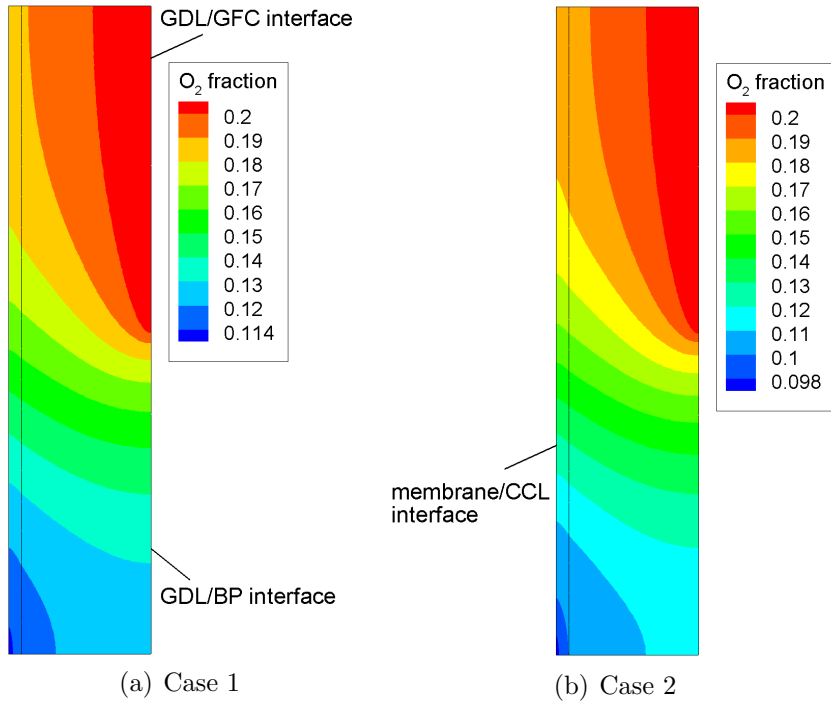 GDL/GFC interface
O2 fraction
0.2
0.19
0.18
0.17
0.16
0.15
0.14
0.13
0.12
0.114
GDL/BP interface
(a) Case 1
O2 fraction
0.2
0.19
0.18
0.17
0.16
0.15
0.14
0.13
0.12
0.11
0.1
0.098
membrane/CCL
interface
(b) Case 2